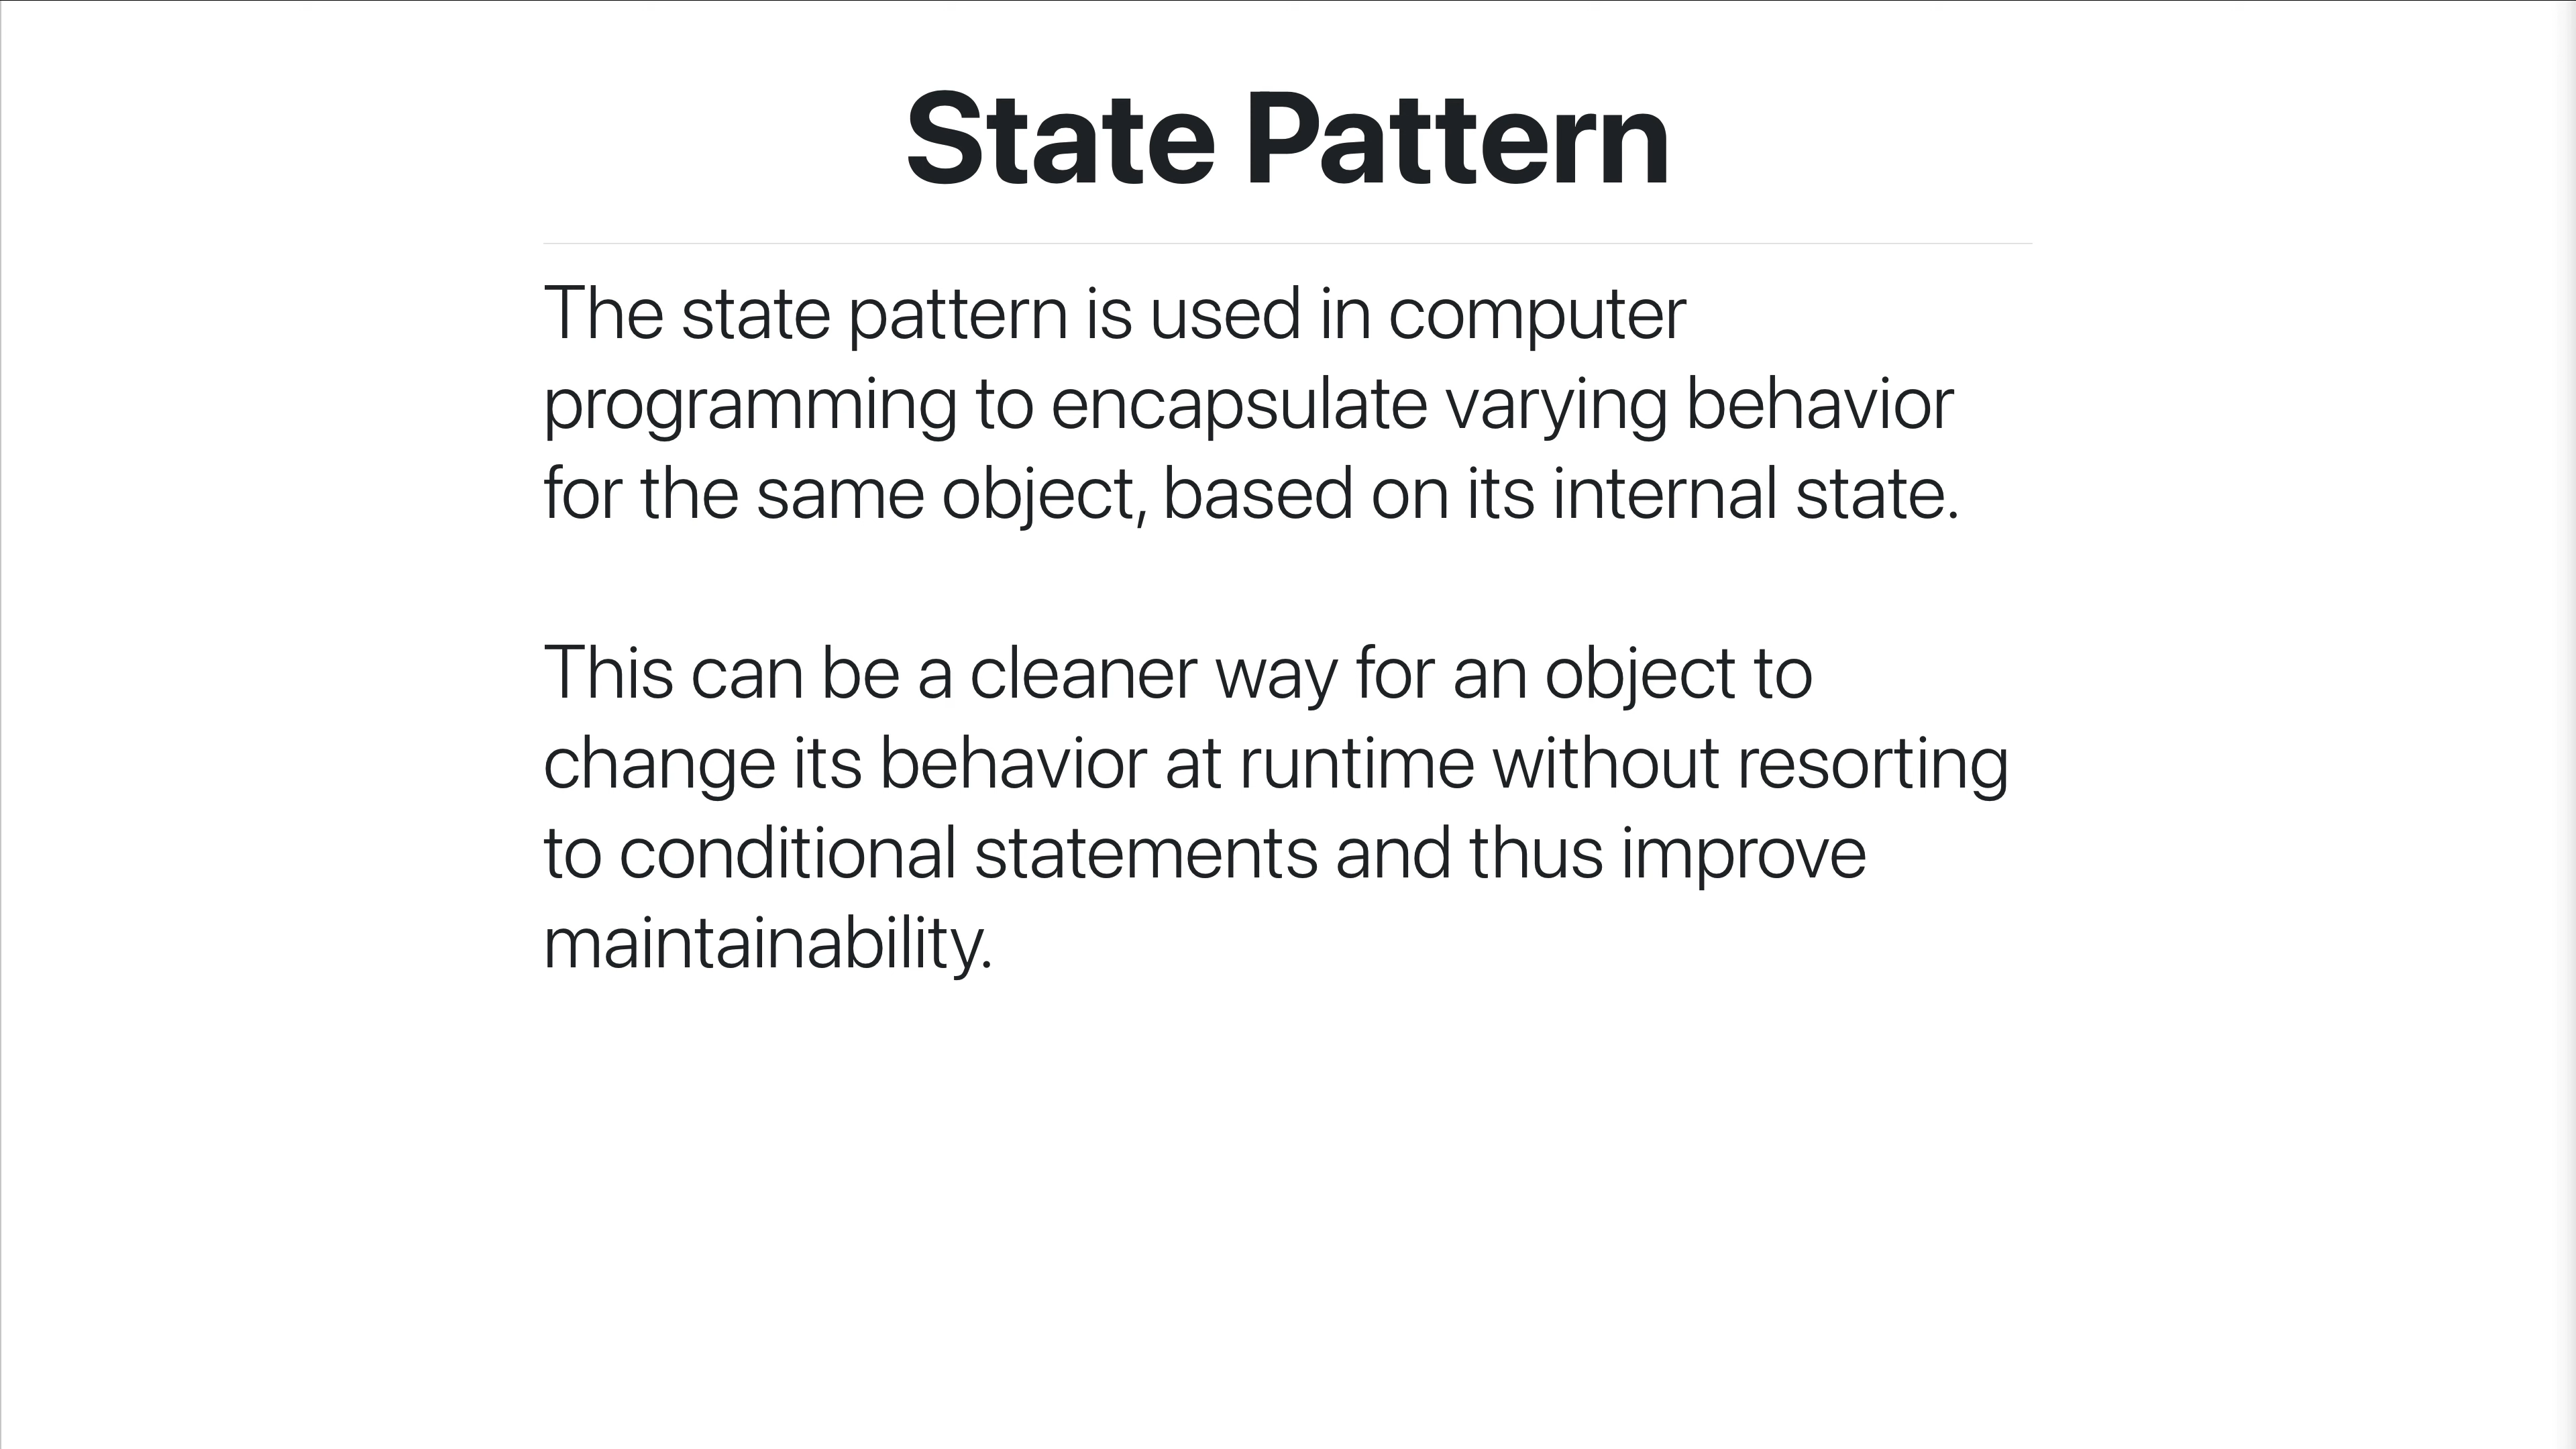 State Pattern
The state pattern is used in computer
programming to encapsulate varying behavior
for the same object, based on its internal state.
This can be a cleaner way for an object to
change its behavior at runtime without resorting
to conditional statements and thus improve
maintainability.